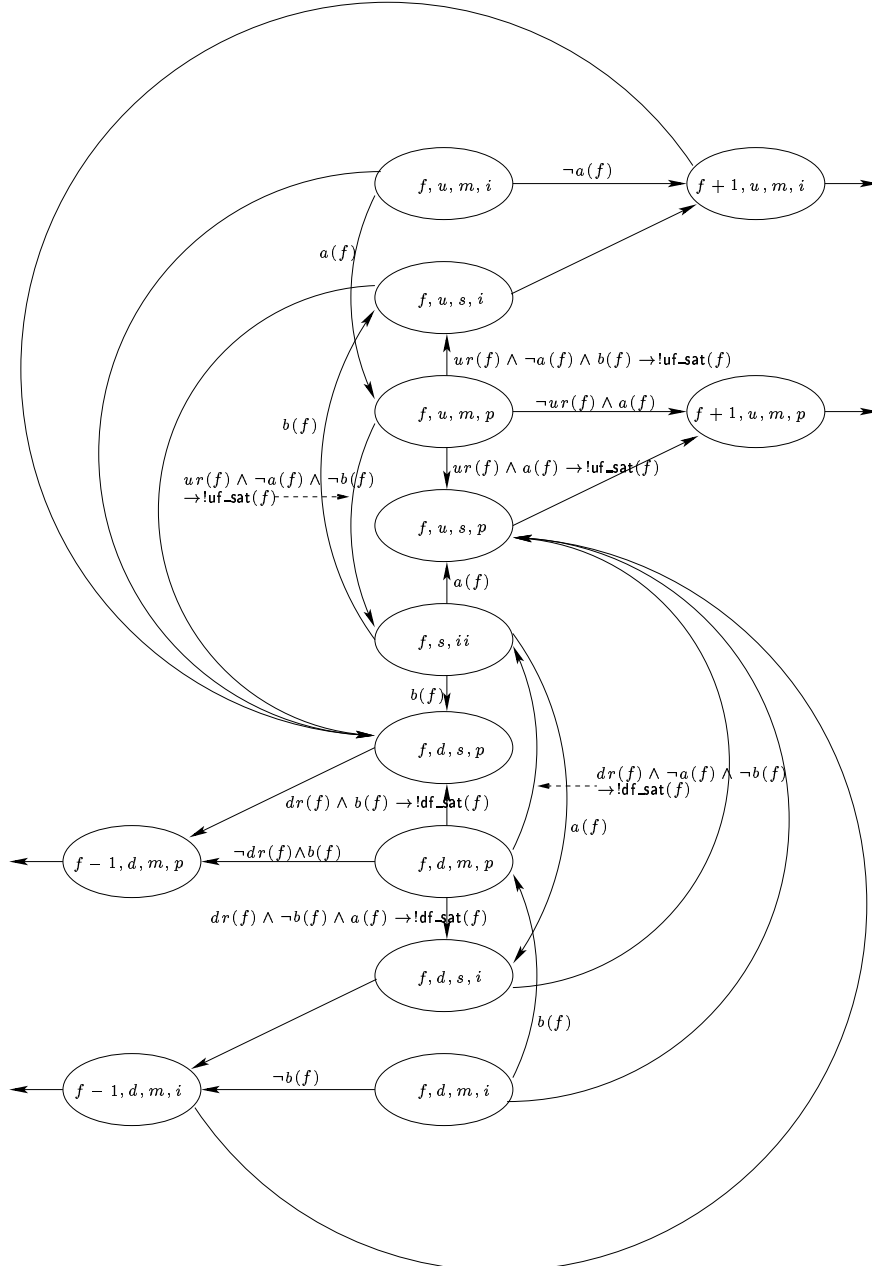 f, u, m, i
¬a(f)
f + 1, u, m, i
a(f)
f, u, s, i
ur(f) ∧ ¬a(f) ∧ b(f) →!uf_sat(f)
b(f)
f, u, m, p
¬ur(f) ∧ a(f)
f + 1, u, m, p
ur(f) ∧ ¬a(f) ∧ ¬b(f)
→!uf_sat(f)
ur(f) ∧ a(f) →!uf_sat(f)
f, u, s, p
a(f)
f, s, ii
b(f)
f, d, s, p
dr(f) ∧ ¬a(f) ∧ ¬b(f)
→!df_sat(f)
dr(f) ∧ b(f) →!df_sat(f)
a(f)
f − 1, d, m, p
¬dr(f)∧b(f)
f, d, m, p
dr(f) ∧ ¬b(f) ∧ a(f) →!df_sat(f)
f, d, s, i
b(f)
f − 1, d, m, i
¬b(f)
f, d, m, i